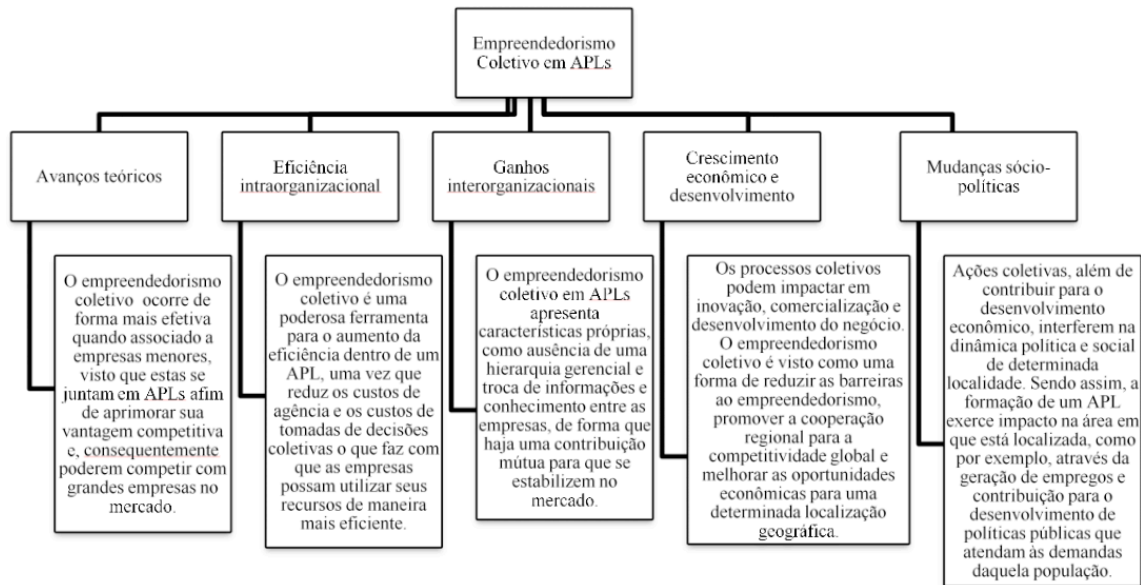 Empreendedorismo
Coletivo em APLs
Avanços teóricos
Eficiência
intraorganizacional
Ganhos
interorganizacionais
Crescimento
econômico e
desenvolvimento
Mudanças sócio-
políticas
O empreendedorismo
coletivo ocorre de
forma mais efetiva
quando associado a
empresas menores,
visto que estas se
juntam em APLs afim
de aprimorar sua
vantagem competitiva
e, consequentemente
poderem competir com
grandes empresas no
mercado.
O empreendedorismo
coletivo é uma
poderosa ferramenta
para o aumento da
eficiência dentro de um
APL, uma vez que
reduz os custos de
agência e os custos de
tomadas de decisões
coletivas o que faz com
que as empresas
possam utilizar seus
recursos de maneira
mais eficiente.
O empreendedorismo
coletivo em APLs
apresenta
características próprias,
como ausência de uma
hierarquia gerencial e
troca de informações e
conhecimento entre as
empresas, de forma que
haja uma contribuição
mútua para que se
estabilizem no
mercado.
Os processos coletivos
podem impactar em
inovação, comercialização e
desenvolvimento do negócio.
O empreendedorismo
coletivo é visto como uma
forma de reduzir as barreiras
ao empreendedorismo,
promover a cooperação
regional para a
competitividade global e
melhorar as oportunidades
econômicas para uma
determinada localização
geográfica.
Ações coletivas, além de
contribuir para o
desenvolvimento
econômico, interferem na
dinâmica política e social
de determinada
localidade. Sendo assim, a
formação de um APL
exerce impacto na área em
que está localizada, como
por exemplo, através da
geração de empregos e
contribuição para o
desenvolvimento de
políticas públicas que
atendam às demandas
daquela população.